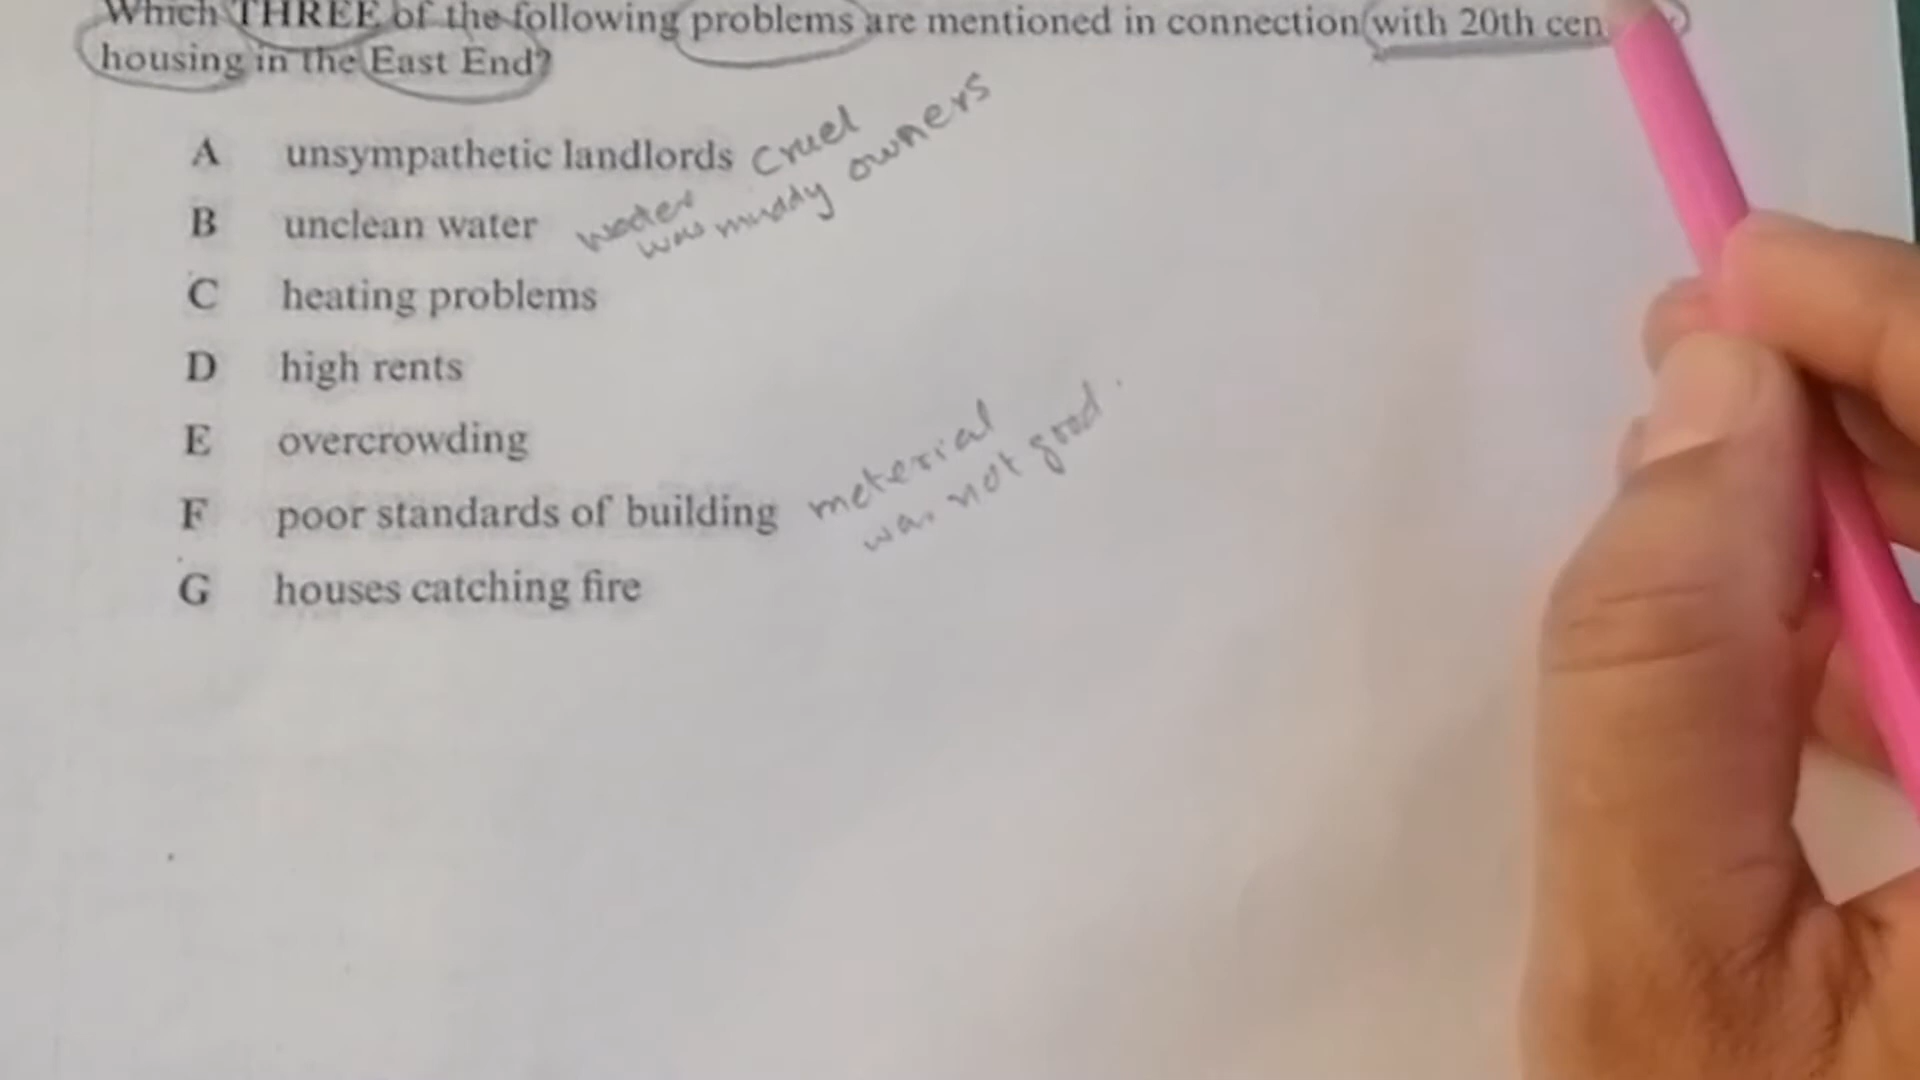 Which THREE of the following problems are mentioned in connection with 20th cen
housing in the East End?
A unsympathetic landlords cruel owners
B unclean water water was muddy
C heating problems
D high rents
E overcrowding
F poor standards of building meterial was not good.
G houses catching fire